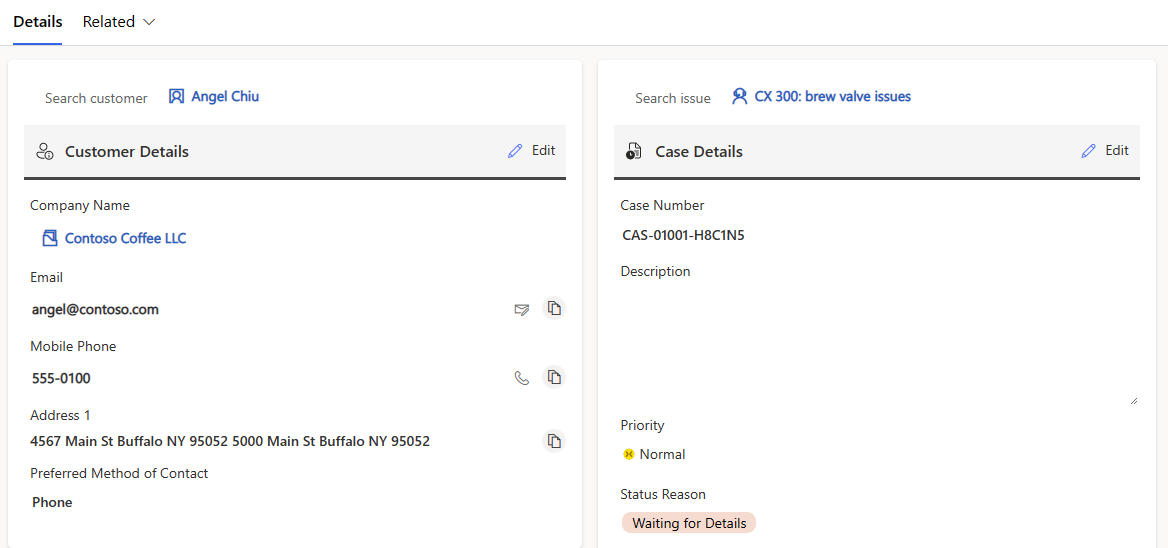 Details Related
Search customer Angel Chiu
Customer Details Edit
Company Name
Contoso Coffee LLC
Email
angel@contoso.com
Mobile Phone
555-0100
Address 1
4567 Main St Buffalo NY 95052 5000 Main St Buffalo NY 95052
Preferred Method of Contact
Phone
Search issue CX 300: brew valve issues
Case Details Edit
Case Number
CAS-01001-H8C1N5
Description
Priority
Normal
Status Reason
Waiting for Details